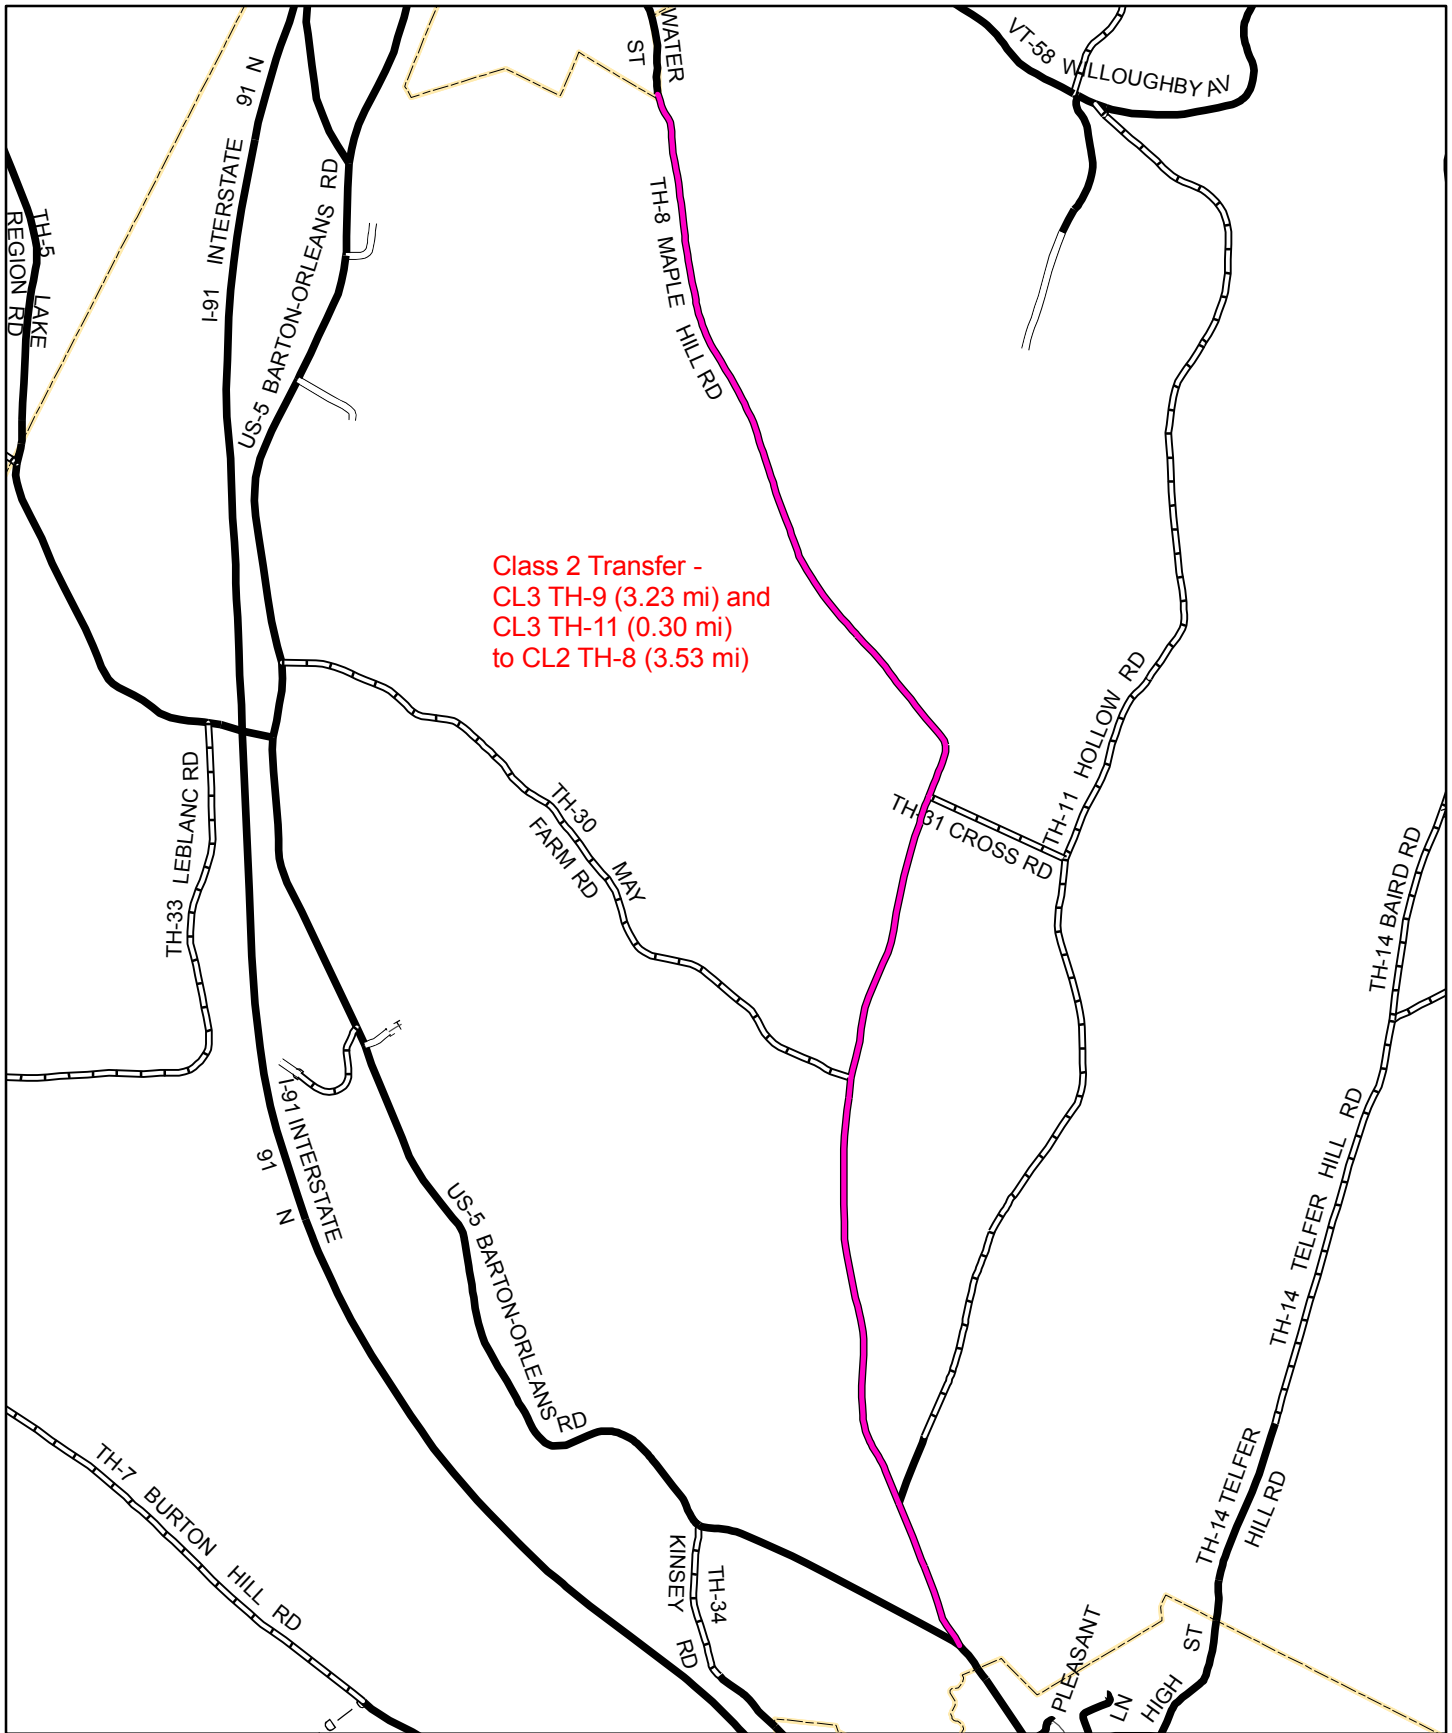 WATER
ST
VT-58 WILLOUGHBY AV
I-91 INTERSTATE 91 N
US-5 BARTON-ORLEANS RD
TH-5 LAKE
REGION RD
TH-8 MAPLE HILL RD
Class 2 Transfer -
CL3 TH-9 (3.23 mi) and
CL3 TH-11 (0.30 mi)
to CL2 TH-8 (3.53 mi)
TH-11 HOLLOW RD
TH-31 CROSS RD
TH-33 LEBLANC RD
TH-30 MAY
FARM RD
TH-14 BAIRD RD
I-91 INTERSTATE
91 N
US-5 BARTON-ORLEANS RD
TH-14 TELFER HILL RD
TH-7 BURTON HILL RD
TH-14 TELFER
HILL RD
TH-34
KINSEY RD
PLEASANT
LN
HIGH ST